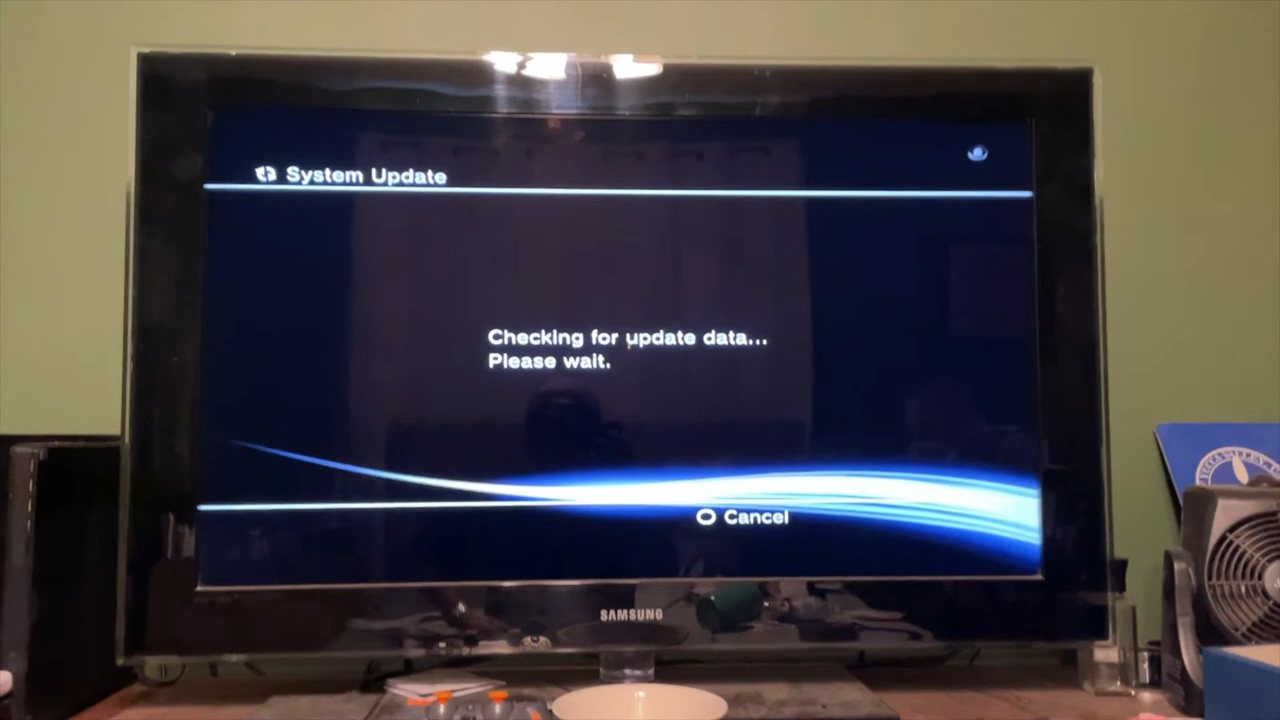 System Update
Checking for update data...
Please wait.
Cancel
SAMSUNG